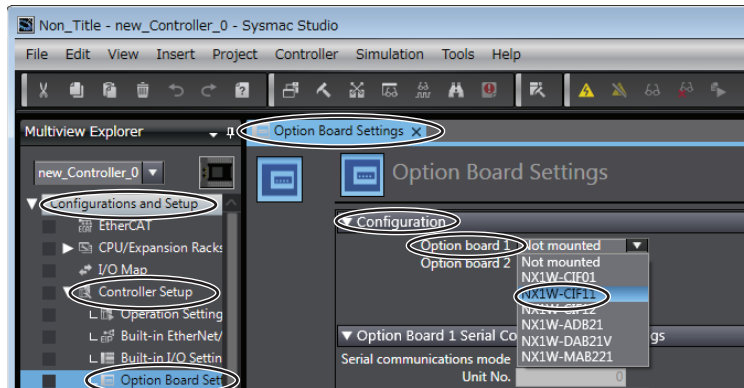 Non_Title - new_Controller_0 - Sysmac Studio
File Edit View Insert Project Controller Simulation Tools Help
Multiview Explorer
Option Board Settings
new_Controller_0
Option Board Settings
Configurations and Setup
EtherCAT
CPU/Expansion Racks
I/O Map
Controller Setup
Operation Setting
Built-in EtherNet/
Built-in I/O Settin
Option Board Sett
Configuration
Option board 1 Not mounted
Option board 2
Not mounted
NX1W-CIF01
NX1W-CIF11
NX1W-CIF12
NX1W-ADB21
NX1W-DAB21V
NX1W-MAB221
Option Board 1 Serial Co gs
Serial communications mode
Unit No. 0